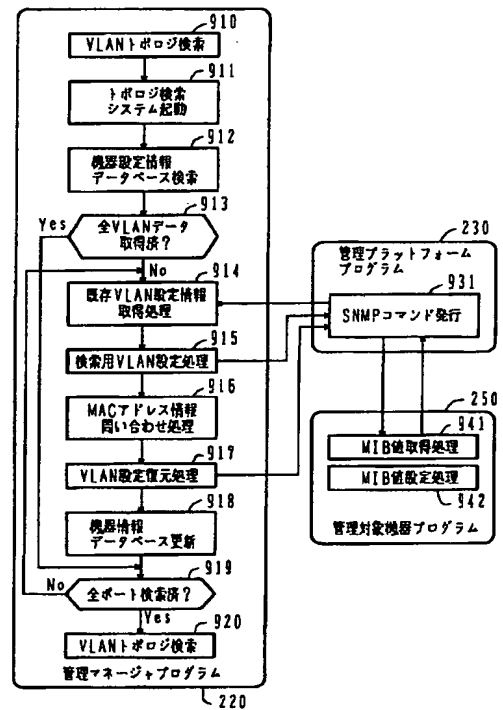 910
VLANトポロジ検索
911
トポロジ検索
システム起動
912
機器設定情報
データベース検索
913
Yes
全VLANデータ
取得済?
No
914
既存VLAN設定情報
取得処理
915
検索用VLAN設定処理
916
MACアドレス情報
問い合わせ処理
917
VLAN設定復元処理
918
機器情報
データベース更新
919
No
全ポート検索済?
Yes
920
VLANトポロジ検索
管理マネージャプログラム
220
230
管理プラットフォーム
プログラム
931
SNMPコマンド発行
250
941
MIB値取得処理
MIB値設定処理
942
管理対象機器プログラム